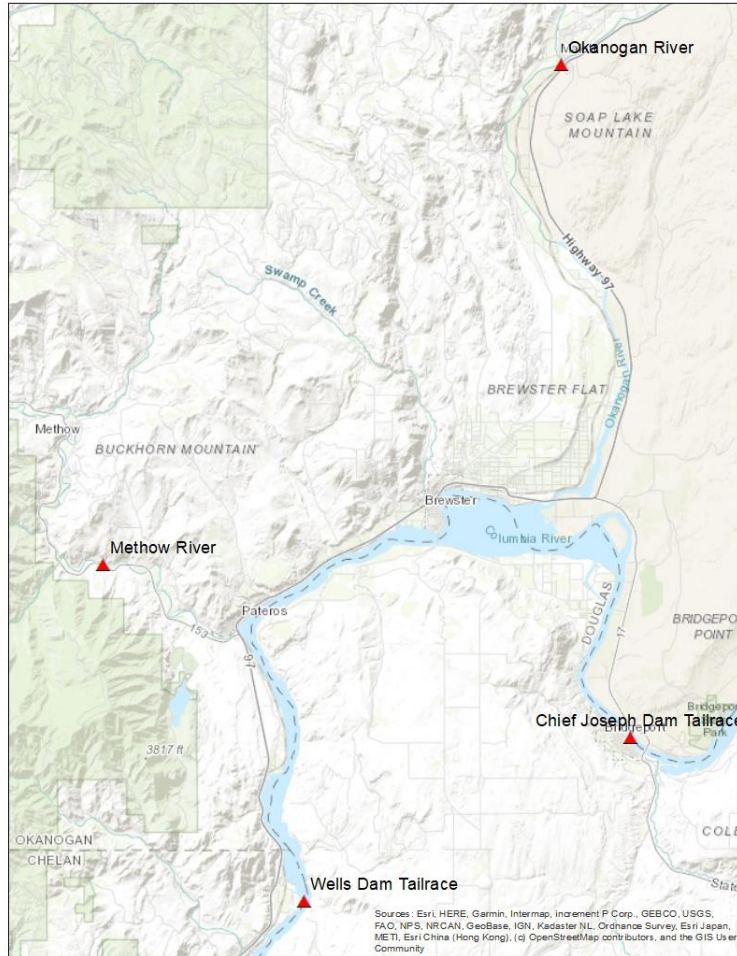 Okanogan River
SOAP LAKE
MOUNTAIN
Highway 97
Swamp Creek
Okanogan River
BREWSTER FLAT
Methow
BUCKHORN MOUNTAIN
Brewster
Columbia River
Methow River
Pateros
153
97
DOUGLAS
17
BRIDGEPO
POINT
Bridgepor
Park
Chief Joseph Dam Tailrace
Bridgeport
3817 ft
OKANOGAN
CHELAN
COLE
State
Wells Dam Tailrace
Sources: Esri, HERE, Garmin, Intermap, increment P Corp., GEBCO, USGS,
FAO, NPS, NRCAN, GeoBase, IGN, Kadaster NL, Ordnance Survey, Esri Japan,
METI, Esri China (Hong Kong), (c) OpenStreetMap contributors, and the GIS User
Community